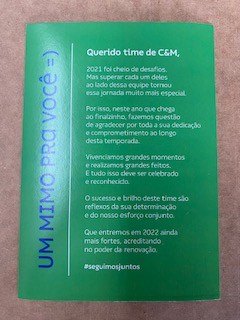 UM MIMO PRA VOCÊ =)
Querido time de C&M,
2021 foi cheio de desafios.
Mas superar cada um deles
ao lado dessa equipe tornou
essa jornada muito mais especial.
Por isso, neste ano que chega
ao finalzinho, fazemos questão
de agradecer por toda a sua dedicação
e comprometimento ao longo
desta temporada.
Vivenciamos grandes momentos
e realizamos grandes feitos.
E tudo isso deve ser celebrado
e reconhecido.
O sucesso e brilho deste time são
reflexos da sua determinação
e do nosso esforço conjunto.
Que entremos em 2022 ainda
mais fortes, acreditando
no poder da renovação.
#seguimosjuntos